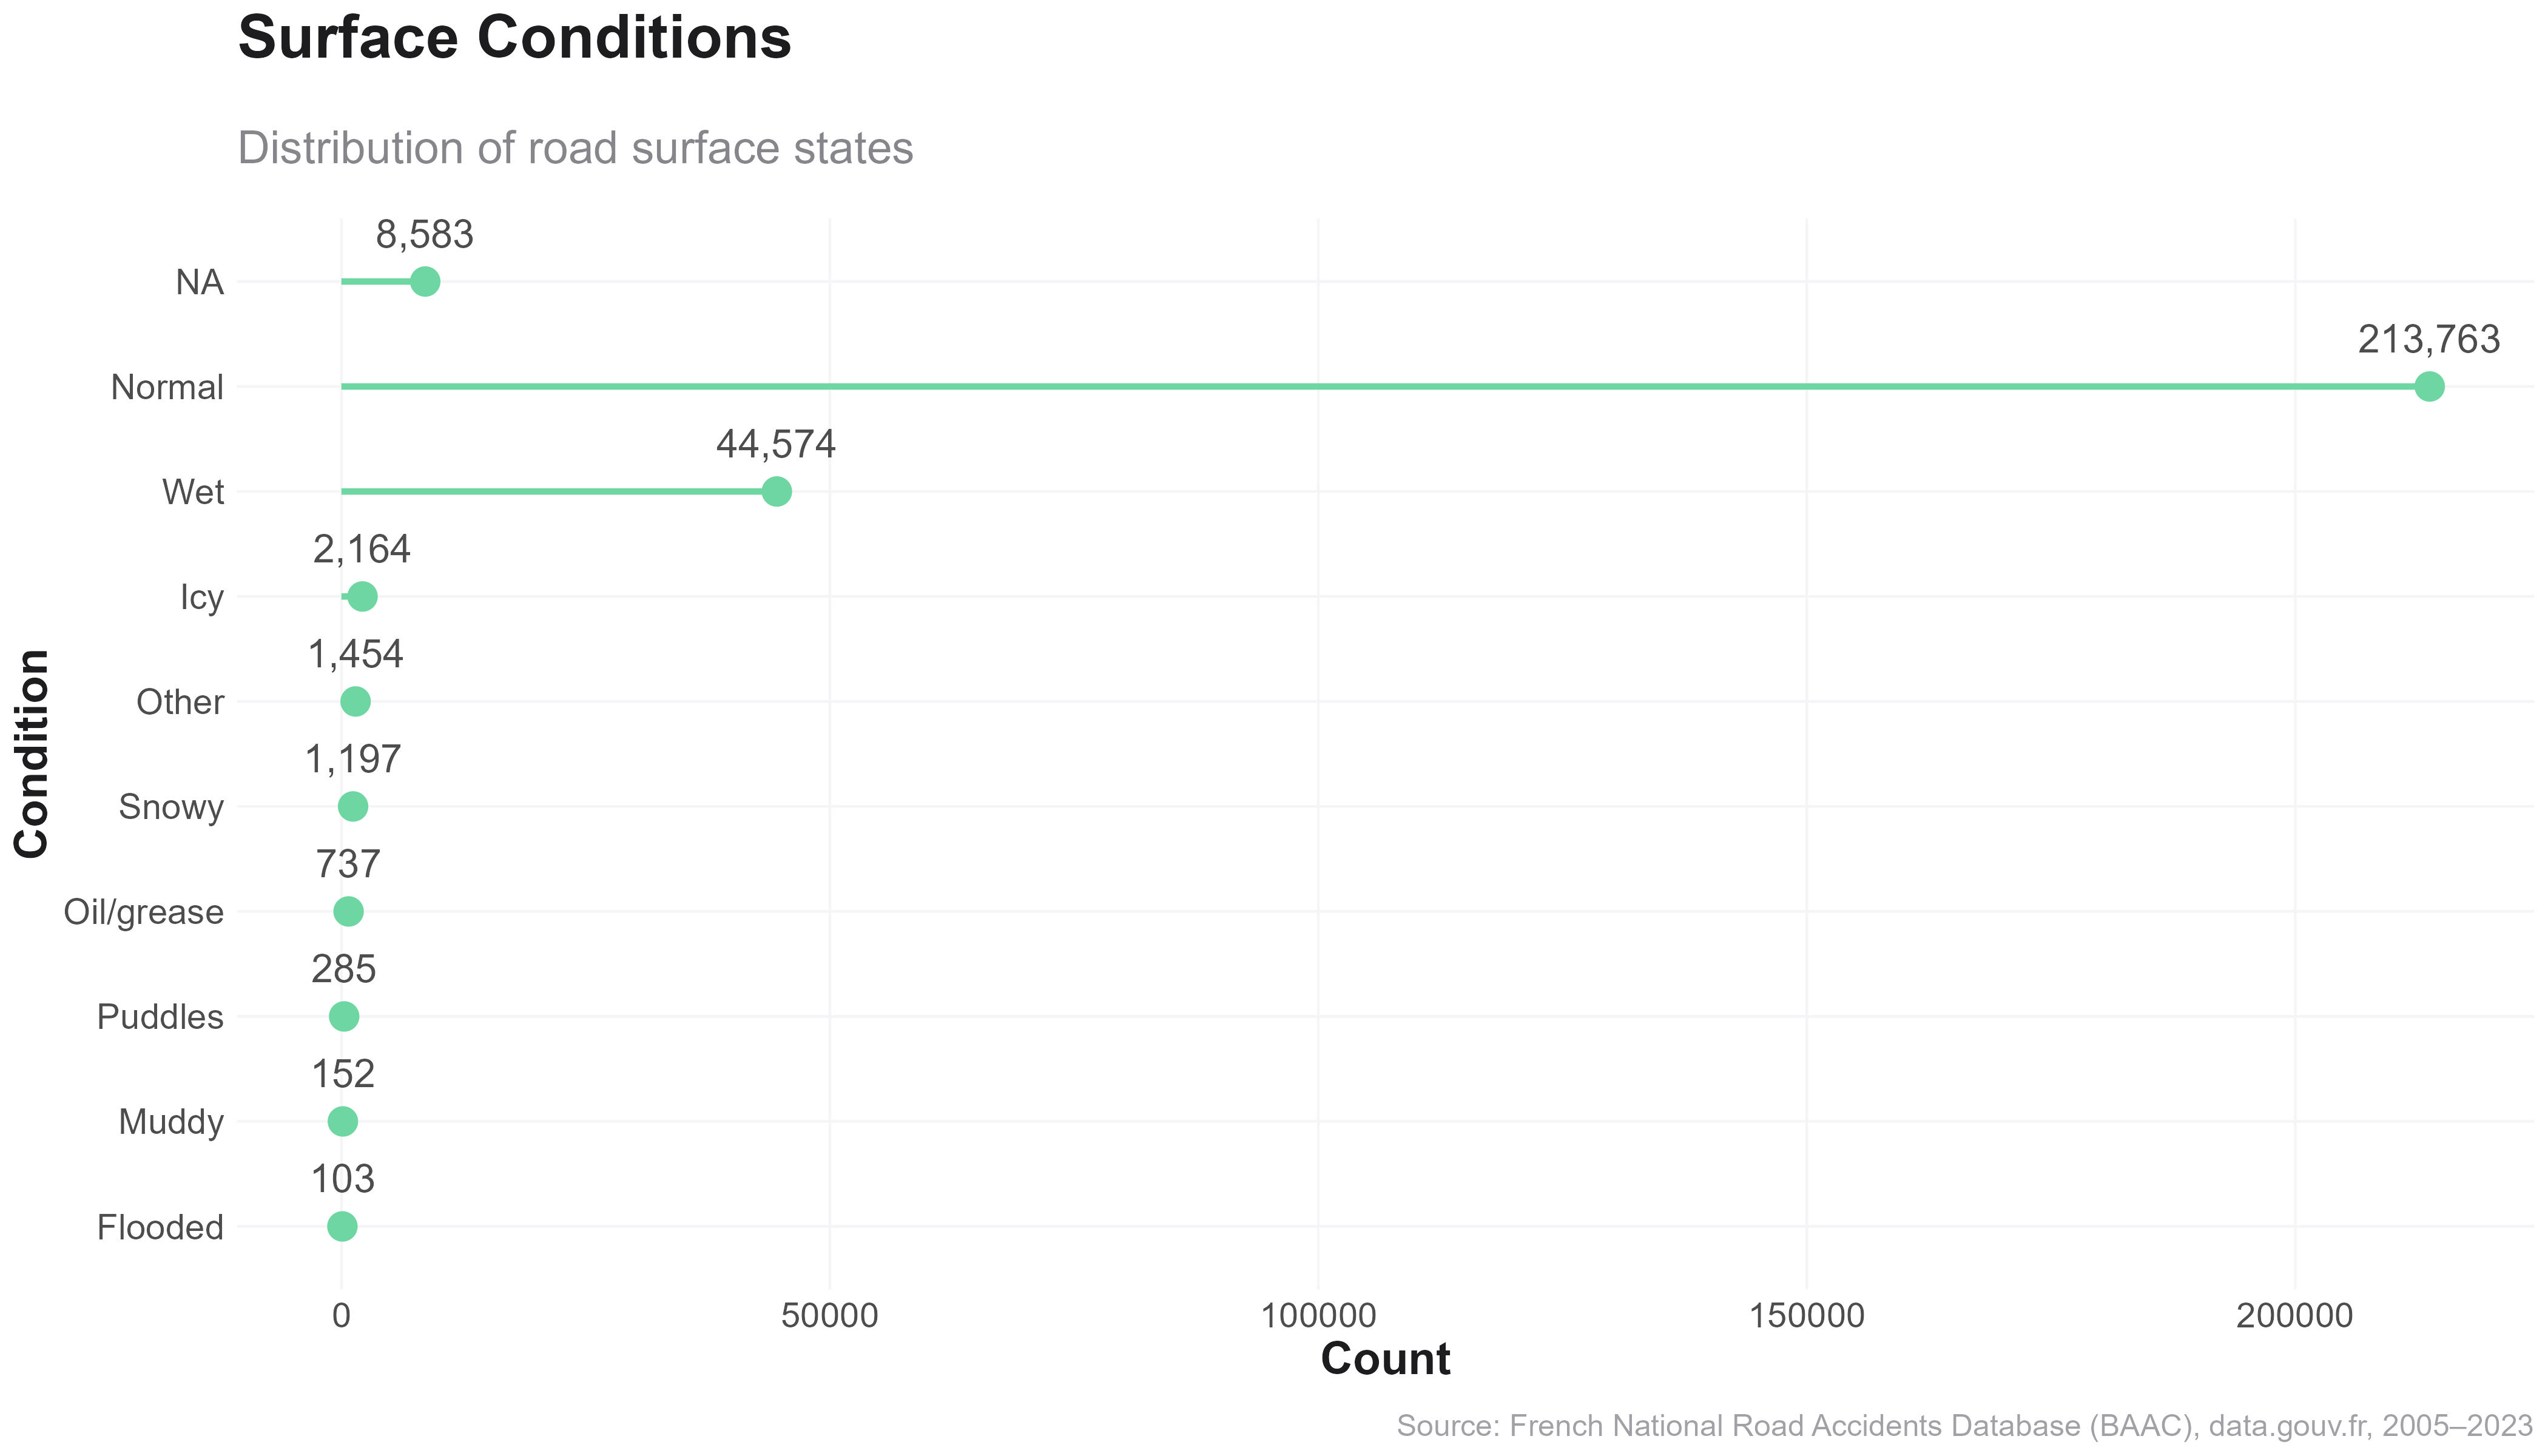 Surface Conditions
Distribution of road surface states
8,583
NA
213,763
Normal
44,574
Wet
2,164
Icy
1,454
Other
1,197
Snowy
737
Oil/grease
285
Puddles
152
Muddy
103
Flooded
Condition
0 50000 100000 150000 200000
Count
Source: French National Road Accidents Database (BAAC), data.gouv.fr, 2005–2023